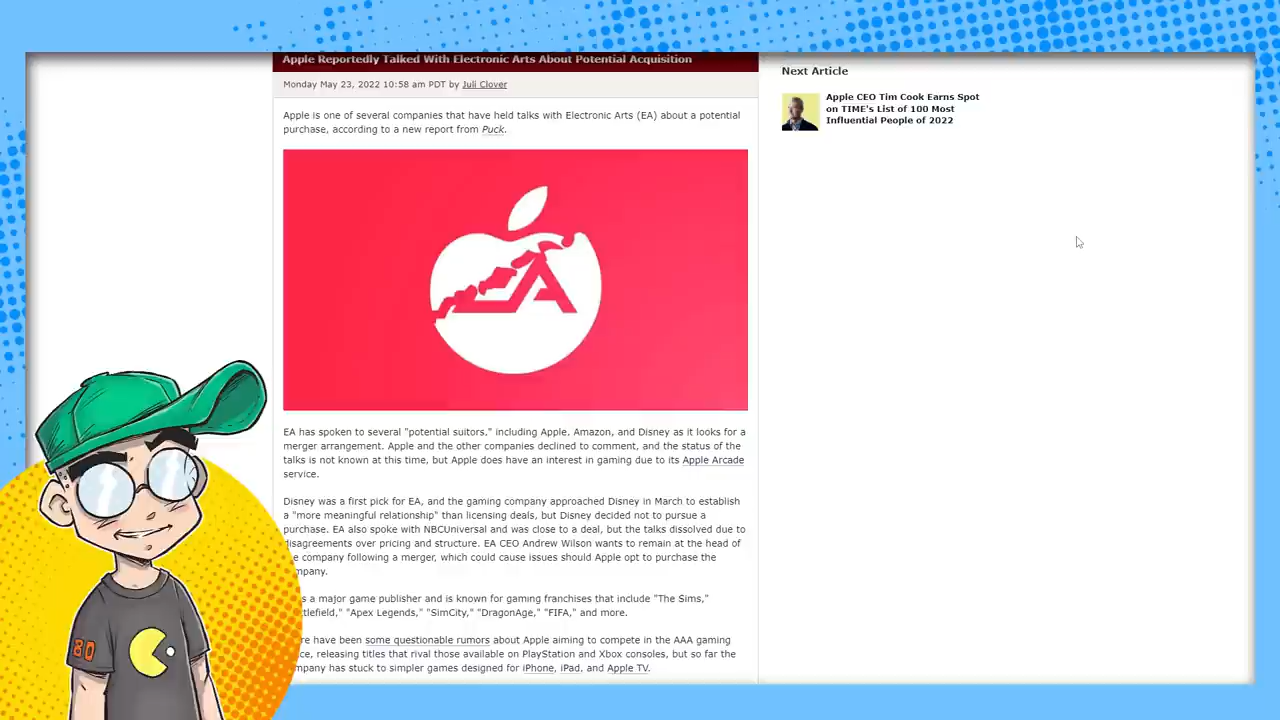 Apple Reportedly Talked With Electronic Arts About Potential Acquisition
Monday May 23, 2022 10:58 am PDT by Juli Clover
Apple is one of several companies that have held talks with Electronic Arts (EA) about a potential
purchase, according to a new report from Puck.
EA
EA has spoken to several "potential suitors," including Apple, Amazon, and Disney as it looks for a
merger arrangement. Apple and the other companies declined to comment, and the status of the
talks is not known at this time, but Apple does have an interest in gaming due to its Apple Arcade
service.
Disney was a first pick for EA, and the gaming company approached Disney in March to establish
a "more meaningful relationship" than licensing deals, but Disney decided not to pursue a
purchase. EA also spoke with NBCUniversal and was close to a deal, but the talks dissolved due to
disagreements over pricing and structure. EA CEO Andrew Wilson wants to remain at the head of
e company following a merger, which could cause issues should Apple opt to purchase the
mpany.
s a major game publisher and is known for gaming franchises that include "The Sims,"
ttlefield," "Apex Legends," "SimCity," "DragonAge," "FIFA," and more.
re have been some questionable rumors about Apple aiming to compete in the AAA gaming
ce, releasing titles that rival those available on PlayStation and Xbox consoles, but so far the
mpany has stuck to simpler games designed for iPhone, iPad, and Apple TV.
Next Article
Apple CEO Tim Cook Earns Spot
on TIME's List of 100 Most
Influential People of 2022
80